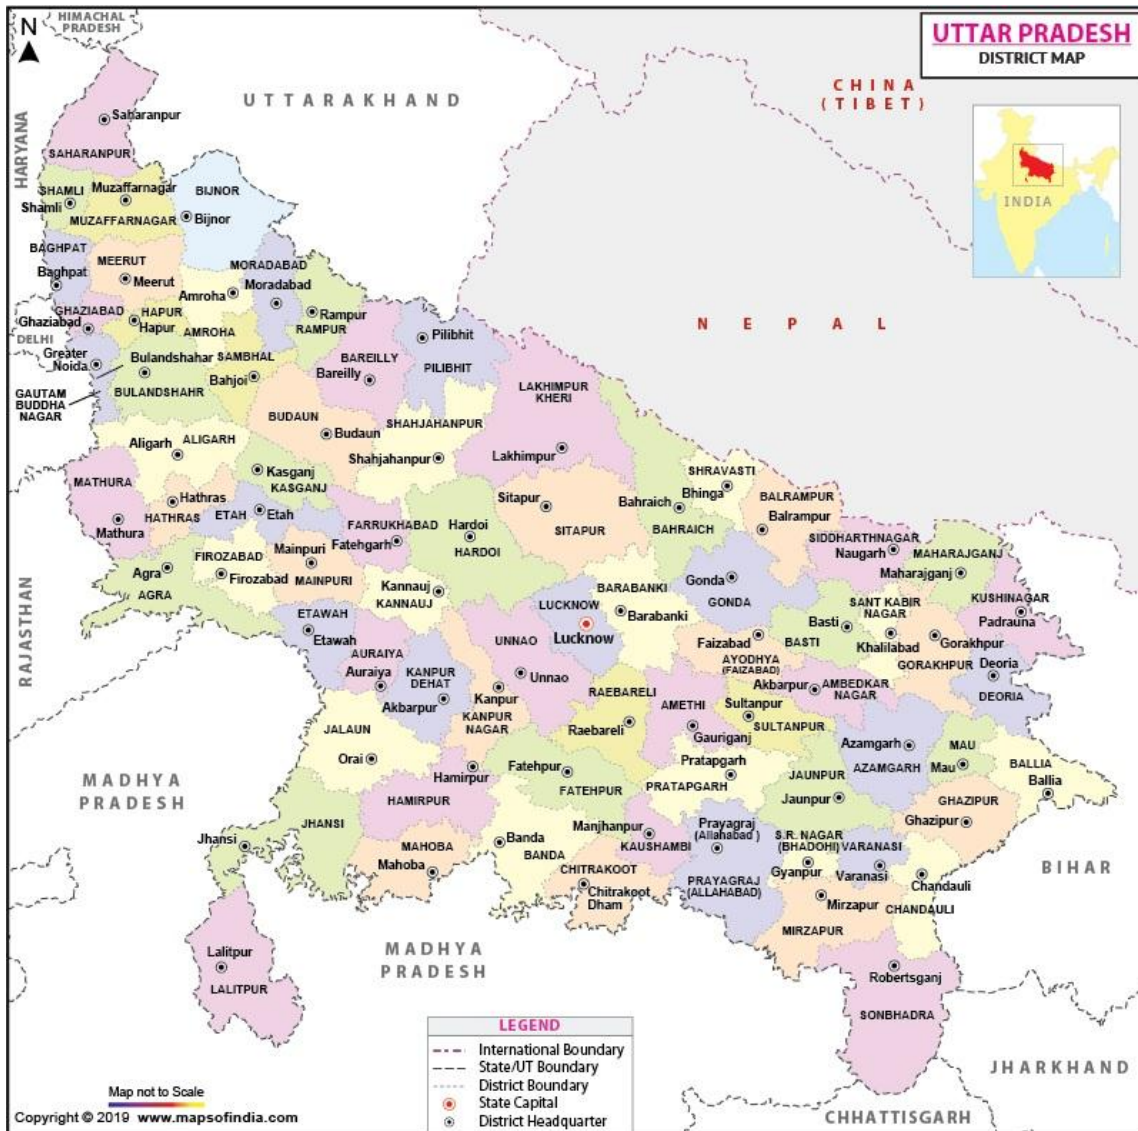 HIMACHAL
PRADESH
N
UTTAR PRADESH
DISTRICT MAP
CHINA
(TIBET)
UTTARAKHAND
HARYANA
INDIA
Saharanpur
SAHARANPUR
SHAMLI
Shamli
Muzaffarnagar
MUZAFFARNAGAR
BIJNOR
Bijnor
BAGHPAT
Baghpat
MEERUT
Meerut
MORADABAD
Moradabad
Amroha
AMROHA
GHAZIABAD
Ghaziabad
HAPUR
Hapur
Rampur
RAMPUR
DELHI
Greater
Noida
Bulandshahar
BULANDSHAHR
GAUTAM
BUDDHA
NAGAR
SAMBHAL
Bahjoi
BAREILLY
Bareilly
Pilibhit
PILIBHIT
NEPAL
LAKHIMPUR
KHERI
Lakhimpur
BUDAUN
Budaun
SHAHJAHANPUR
Shahjahanpur
Aligarh
ALIGARH
MATHURA
Mathura
Hathras
HATHRAS
Kasganj
KASGANJ
ETAH
Etah
FARRUKHABAD
Fatehgarh
Hardoi
HARDOI
Sitapur
SITAPUR
Bahraich
BAHRAICH
SHRAVASTI
Bhinga
BALRAMPUR
Balrampur
SIDDHARTHNAGAR
Naugarh
MAHARAJGANJ
Maharajganj
KUSHINAGAR
Padrauna
RAJASTHAN
Agra
AGRA
FIROZABAD
Firozabad
Mainpuri
MAINPURI
Kannauj
KANNAUJ
ETAWAH
Etawah
AURAIYA
Auraiya
KANPUR
DEHAT
Akbarpur
Kanpur
KANPUR
NAGAR
UNNAO
Unnao
LUCKNOW
Lucknow
BARABANKI
Barabanki
Gonda
GONDA
Faizabad
AYODHYA
(FAIZABAD)
Basti
BASTI
SANT KABIR
NAGAR
Khalilabad
Gorakhpur
GORAKHPUR
Deoria
DEORIA
RAEBARELI
Raebareli
AMETHI
Gauriganj
Sultanpur
SULTANPUR
Akbarpur
AMBEDKAR
NAGAR
Azamgarh
AZAMGARH
MAU
Mau
BALLIA
Ballia
JALAUN
Orai
MADHYA
PRADESH
Hamirpur
HAMIRPUR
Fatehpur
FATEHPUR
Pratapgarh
PRATAPGARH
JAUNPUR
Jaunpur
GHAZIPUR
Ghazipur
JHANSI
Jhansi
MAHOBA
Mahoba
Banda
BANDA
Manjhanpur
KAUSHAMBI
CHITRAKOOT
Chitrakoot
Dham
Prayagraj
(Allahabad )
PRAYAGRAJ
(ALLAHABAD)
S.R. NAGAR
(BHADOHI)
Gyanpur
VARANASI
Varanasi
Chandauli
CHANDAULI
Mirzapur
MIRZAPUR
BIHAR
MADHYA
PRADESH
Lalitpur
LALITPUR
Robertsganj
SONBHADRA
JHARKHAND
CHHATTISGARH
LEGEND
International Boundary
State/UT Boundary
District Boundary
State Capital
District Headquarter
Map not to Scale
Copyright © 2019 www.mapsofindia.com